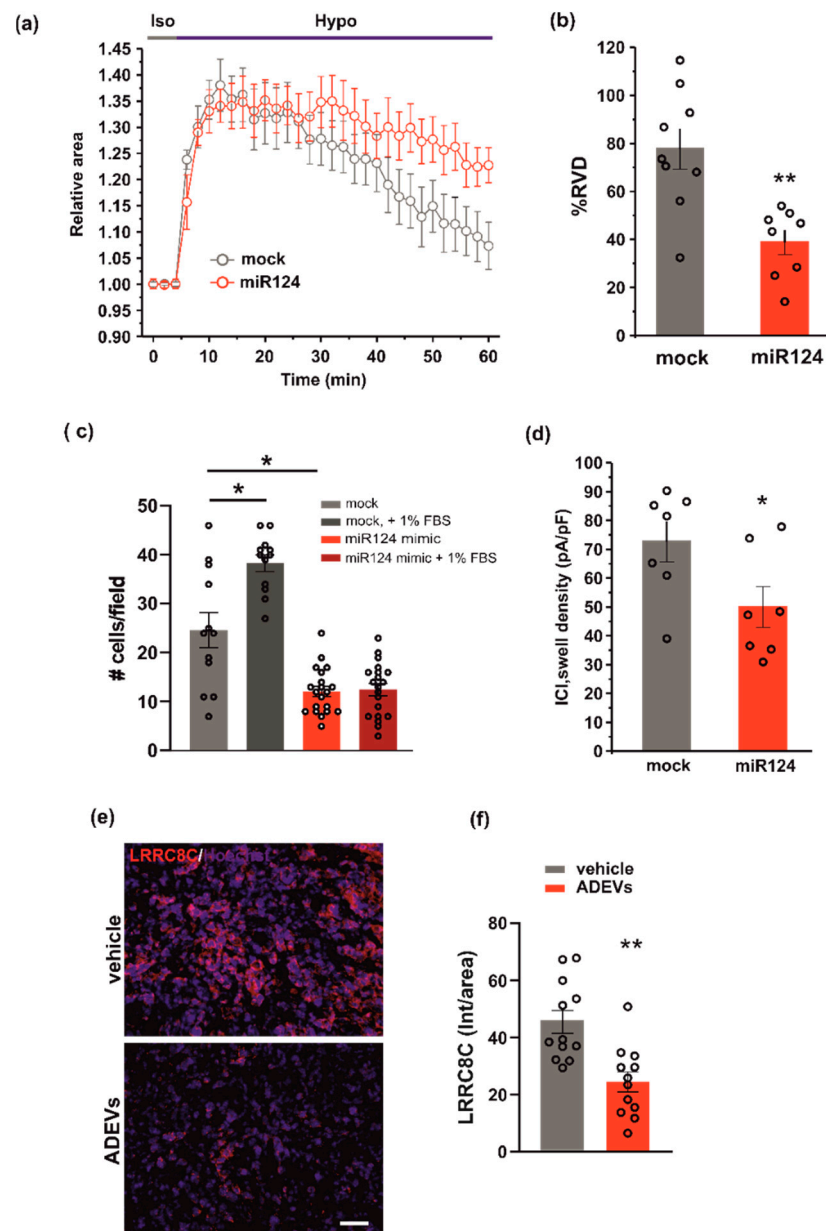 (a)
Iso Hypo
1.45
1.40
1.35
1.30
1.25
1.20
1.15
1.10
1.05
1.00
0.95
0.90
Relative area
mock
miR124
0 10 20 30 40 50 60
Time (min)
(b)
120
100
80
60
40
20
0
%RVD
**
mock miR124
( c)
50
40
30
20
10
0
# cells/field
*
*
mock
mock, + 1% FBS
miR124 mimic
miR124 mimic + 1% FBS
(d)
100
90
80
70
60
50
40
30
20
10
0
ICl,swell density (pA/pF)
*
mock miR124
(e)
LRRC8C/Hoechst
vehicle
ADEVs
(f)
vehicle
ADEVs
80
60
40
20
0
LRRC8C (Int/area)
**